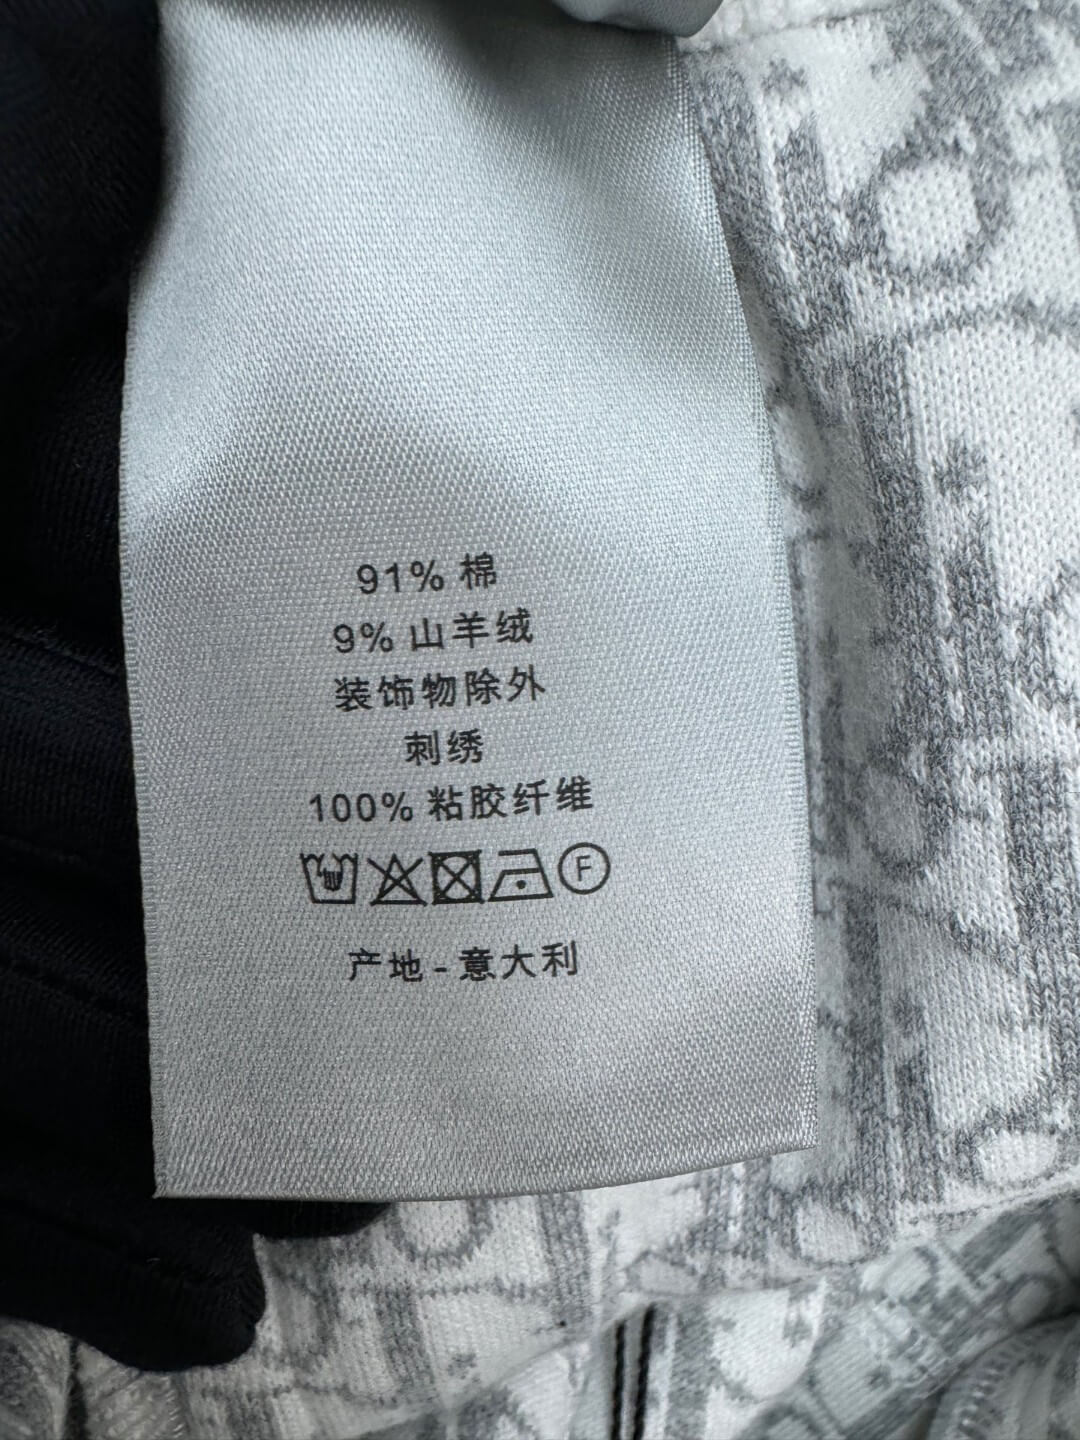 91% 棉
9% 山羊绒
装饰物除外
刺绣
100% 粘胶纤维
F
产地 - 意大利